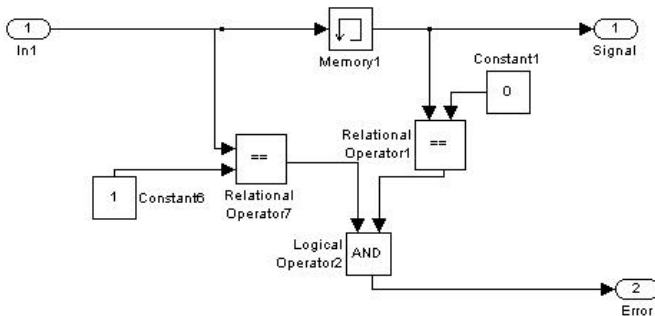 1
In1
Memory1
1
Signal
Constant1
0
Relational
Operator1
==
==
1
Constant6
Relational
Operator7
Logical
Operator2
AND
2
Error